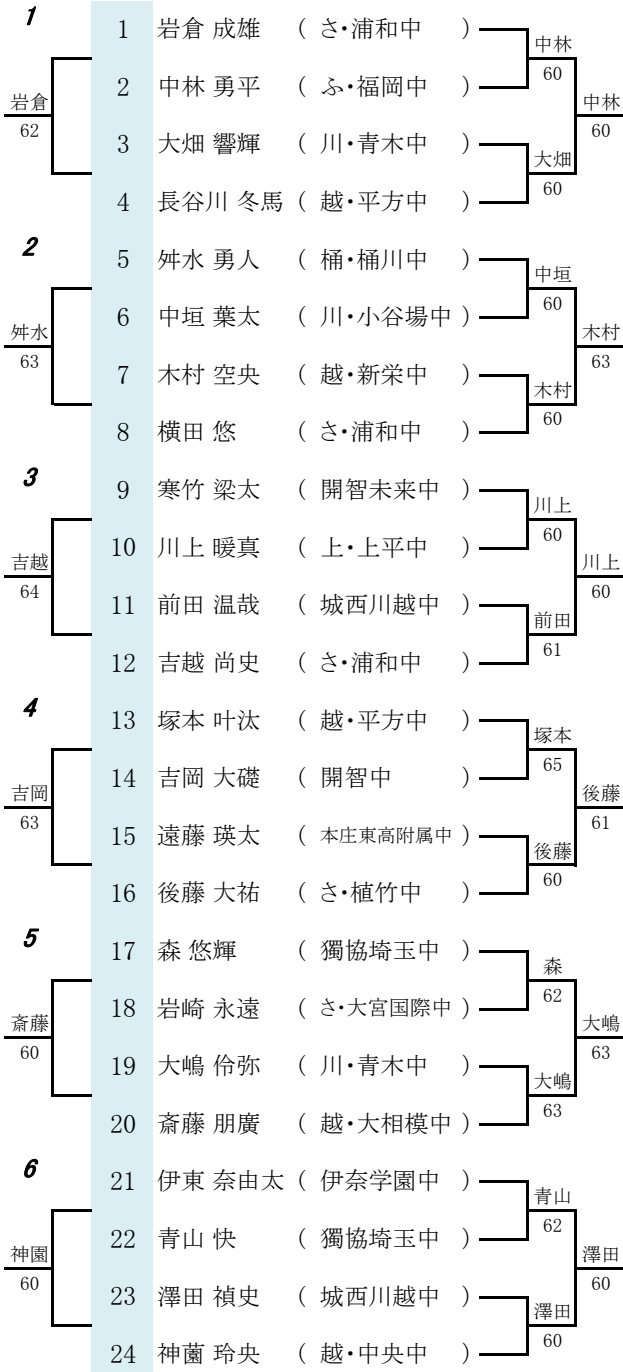 1
1 岩倉 成雄 ( さ・浦和中 )
中林
60
2 中林 勇平 ( ふ・福岡中 )
岩倉
62
中林
60
3 大畑 響輝 ( 川・青木中 )
大畑
60
4 長谷川 冬馬 ( 越・平方中 )
2
5 舛水 勇人 ( 桶・桶川中 )
中垣
60
6 中垣 葉太 ( 川・小谷場中 )
舛水
63
木村
63
7 木村 空央 ( 越・新栄中 )
木村
60
8 横田 悠 ( さ・浦和中 )
3
9 寒竹 梁太 ( 開智未来中 )
川上
60
10 川上 暖真 ( 上・上平中 )
吉越
64
川上
60
11 前田 温哉 ( 城西川越中 )
前田
61
12 吉越 尚史 ( さ・浦和中 )
4
13 塚本 叶汰 ( 越・平方中 )
塚本
65
14 吉岡 大礎 ( 開智中 )
吉岡
63
後藤
61
15 遠藤 瑛太 ( 本庄東高附属中 )
後藤
60
16 後藤 大祐 ( さ・植竹中 )
5
17 森 悠輝 ( 獨協埼玉中 )
森
62
18 岩崎 永遠 ( さ・大宮国際中 )
斎藤
60
大嶋
63
19 大嶋 伶弥 ( 川・青木中 )
大嶋
63
20 斎藤 朋廣 ( 越・大相模中 )
6
21 伊東 奈由太 ( 伊奈学園中 )
青山
62
22 青山 快 ( 獨協埼玉中 )
神園
60
澤田
60
23 澤田 禎史 ( 城西川越中 )
澤田
60
24 神薗 玲央 ( 越・中央中 )